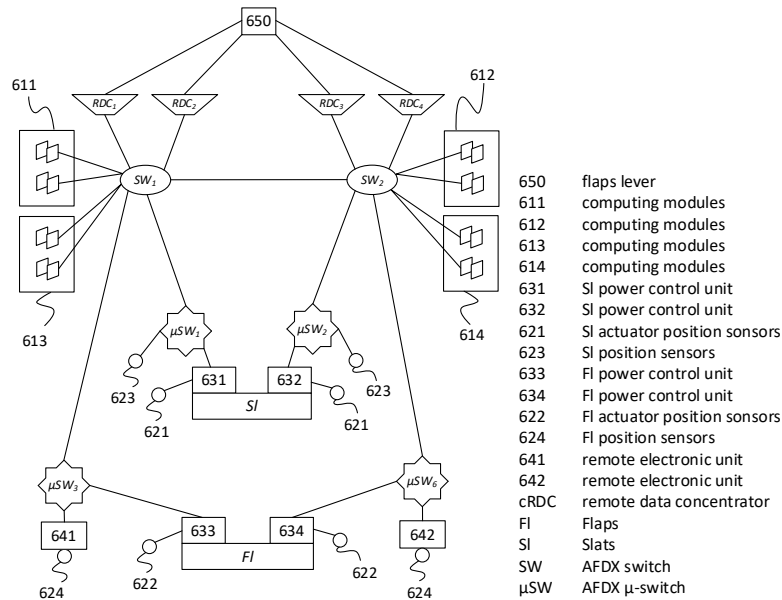 650
RDC1 RDC2 RDC3 RDC4
611 612
SW1 SW2
613 614
μSW1 μSW2
631 632
623 623
Sl
621 621
μSW3 μSW6
641 633 634 642
Fl
624 622 622 624
650 flaps lever
611 computing modules
612 computing modules
613 computing modules
614 computing modules
631 Sl power control unit
632 Sl power control unit
621 Sl actuator position sensors
623 Sl position sensors
633 Fl power control unit
634 Fl power control unit
622 Fl actuator position sensors
624 Fl position sensors
641 remote electronic unit
642 remote electronic unit
cRDC remote data concentrator
Fl Flaps
Sl Slats
SW AFDX switch
μSW AFDX μ-switch